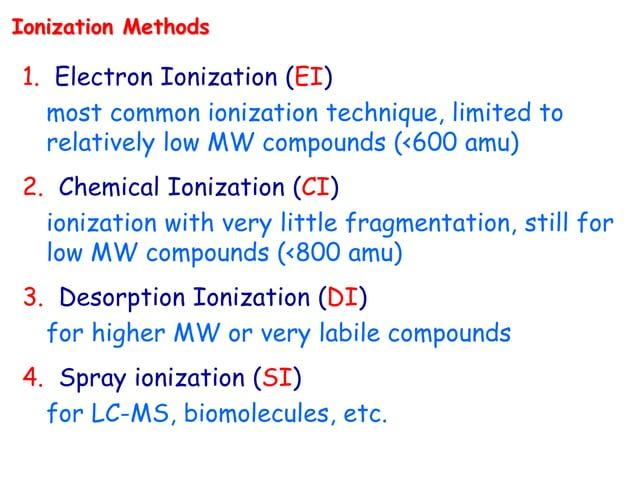 Ionization Methods
1. Electron Ionization (EI)
most common ionization technique, limited to
relatively low MW compounds (<600 amu)
2. Chemical Ionization (CI)
ionization with very little fragmentation, still for
low MW compounds (<800 amu)
3. Desorption Ionization (DI)
for higher MW or very labile compounds
4. Spray ionization (SI)
for LC-MS, biomolecules, etc.